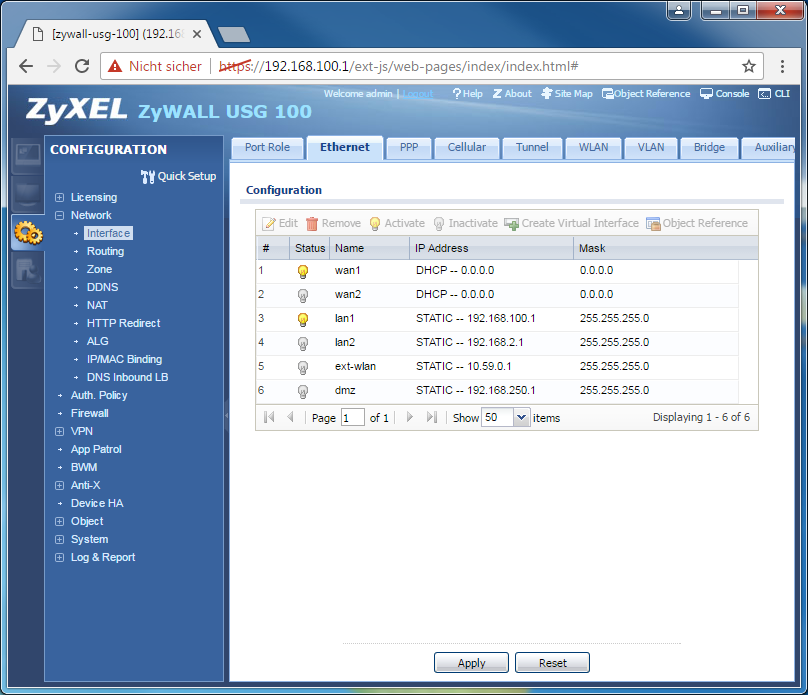 [zywall-usg-100] (192.168
Nicht sicher | https://192.168.100.1/ext-js/web-pages/index/index.html#
ZyXEL ZyWALL USG 100
Welcome admin | Logout ?Help Z About Site Map Object Reference Console CLI
CONFIGURATION
Quick Setup
Licensing
Network
Interface
Routing
Zone
DDNS
NAT
HTTP Redirect
ALG
IP/MAC Binding
DNS Inbound LB
Auth. Policy
Firewall
VPN
App Patrol
BWM
Anti-X
Device HA
Object
System
Log & Report
Port Role Ethernet PPP Cellular Tunnel WLAN VLAN Bridge Auxiliary
Configuration
Edit Remove Activate Inactivate Create Virtual Interface Object Reference
# Status Name IP Address Mask
1 wan1 DHCP -- 0.0.0.0 0.0.0.0
2 wan2 DHCP -- 0.0.0.0 0.0.0.0
3 lan1 STATIC -- 192.168.100.1 255.255.255.0
4 lan2 STATIC -- 192.168.2.1 255.255.255.0
5 ext-wlan STATIC -- 10.59.0.1 255.255.255.0
6 dmz STATIC -- 192.168.250.1 255.255.255.0
Page 1 of 1 Show 50 items Displaying 1 - 6 of 6
Apply Reset